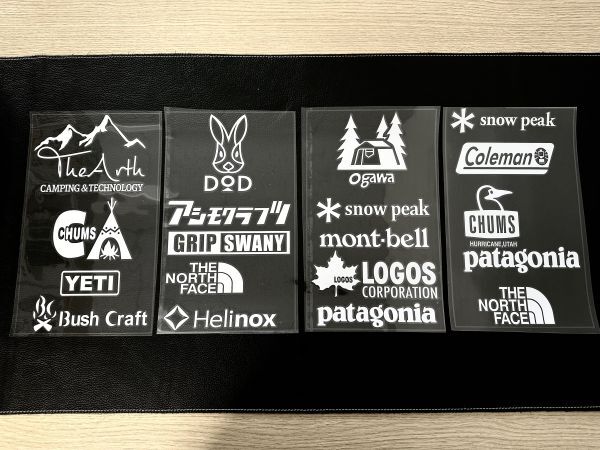 The Arth
CAMPING & TECHNOLOGY
CHUMS
YETI
Bush Craft
DOD
アシモクラフツ
GRIP SWANY
THE
NORTH
FACE
Helinox
ogawa
snow peak
mont-bell
LOGOS
LOGOS
CORPORATION
patagonia
snow peak
Coleman
CHUMS
HURRICANE, UTAH
patagonia
THE
NORTH
FACE